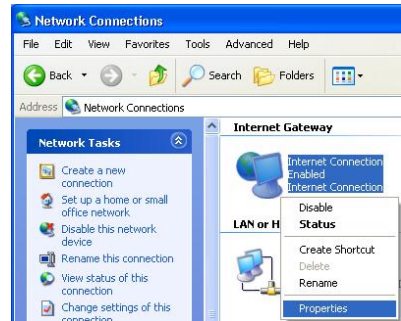 Network Connections
File Edit View Favorites Tools Advanced Help
Back Search Folders
Address Network Connections
Network Tasks
Create a new
connection
Set up a home or small
office network
Disable this network
device
Rename this connection
View status of this
connection
Change settings of this
connection
Internet Gateway
Internet Connection
Enabled
Internet Connection
LAN or H
Disable
Status
Create Shortcut
Delete
Rename
Properties